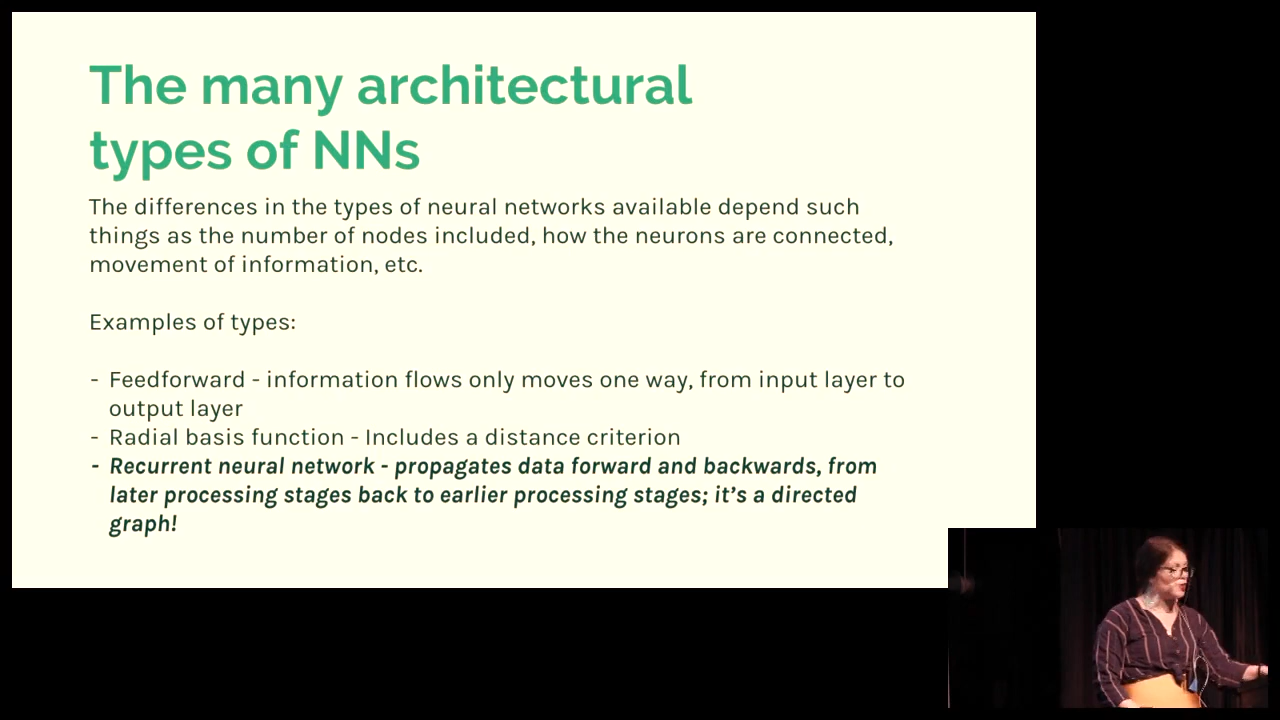 The many architectural
types of NNs
The differences in the types of neural networks available depend such
things as the number of nodes included, how the neurons are connected,
movement of information, etc.
Examples of types:
- Feedforward - information flows only moves one way, from input layer to
output layer
- Radial basis function - Includes a distance criterion
- Recurrent neural network - propagates data forward and backwards, from
later processing stages back to earlier processing stages; it's a directed
graph!